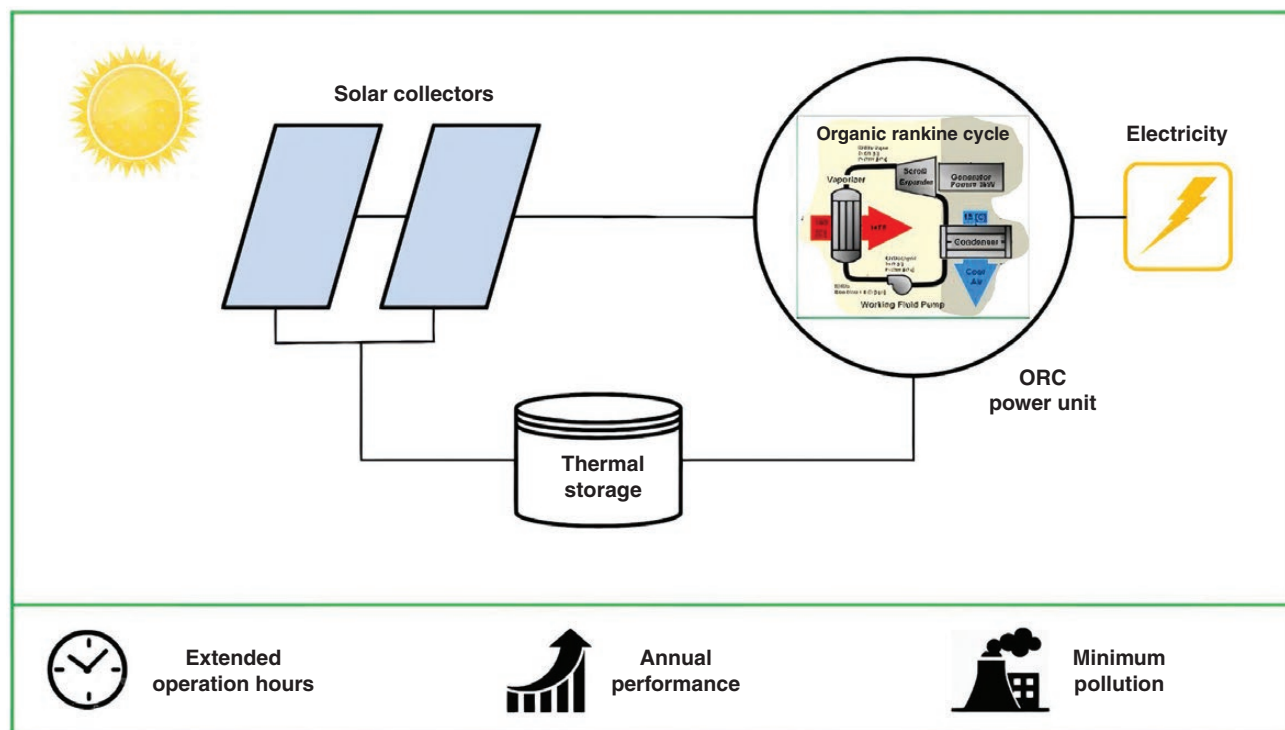 Solar collectors
Organic rankine cycle
Electricity
Scroll
Expander
Generator
Vaporizer
Condenser
Cool
Air
Working Fluid Pump
ORC
power unit
Thermal
storage
Extended
operation hours
Annual
performance
Minimum
pollution